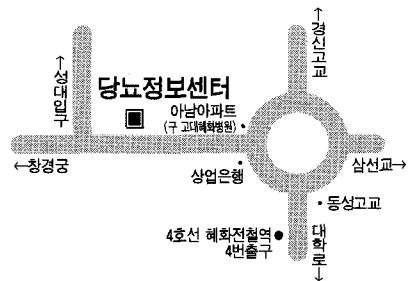 ↑경신고교
↑성대입구
당뇨정보센터
아남아파트
(구 고대혜화병원)
←창경궁
상업은행
삼선교→
동성고교
4호선 혜화전철역
4번출구
대학로↓